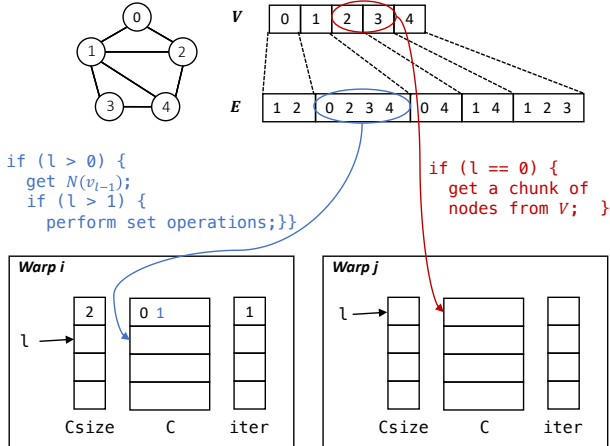 0
1
2
3
4
V 0 1 2 3 4
E 1 2 0 2 3 4 0 4 1 4 1 2 3
if (l > 0) {
get N(v_{l−1});
if (l > 1) {
perform set operations;}}
if (l == 0) {
get a chunk of
nodes from V; }
Warp i
2 0 1 1
l
Csize C iter
Warp j
l
Csize C iter